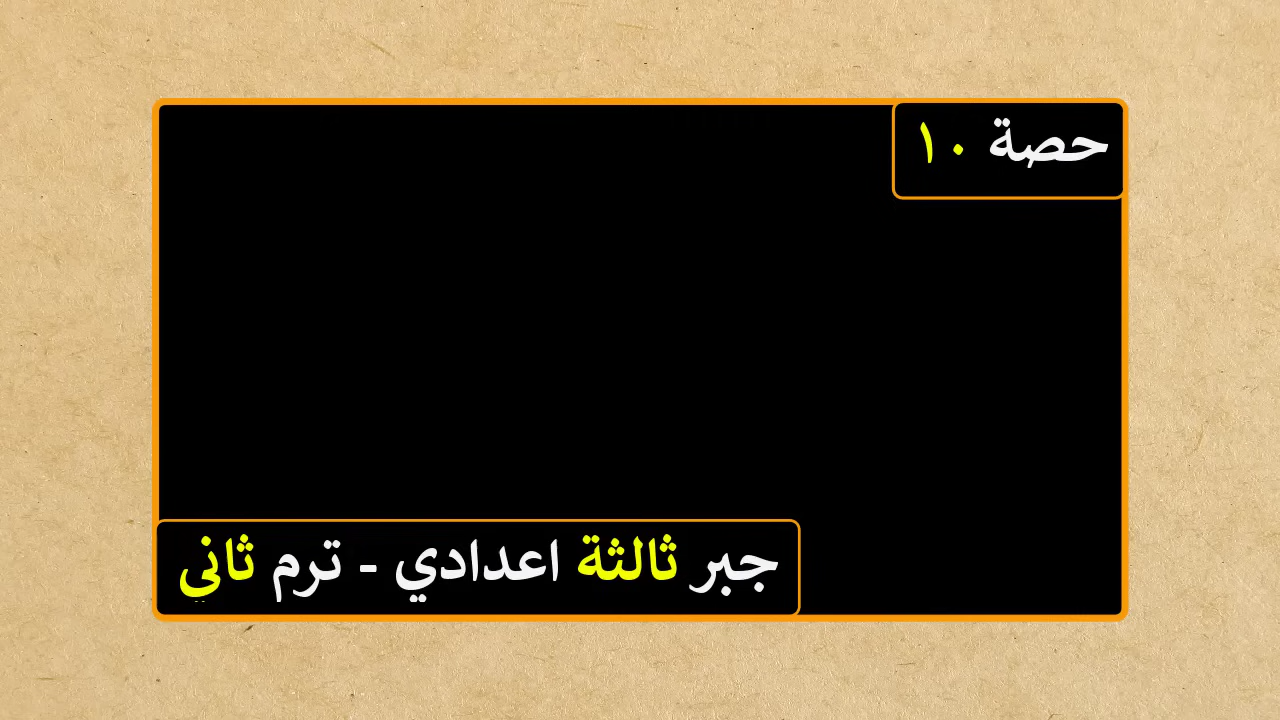 حصة ١٠
جبر ثالثة اعدادي - ترم ثاني